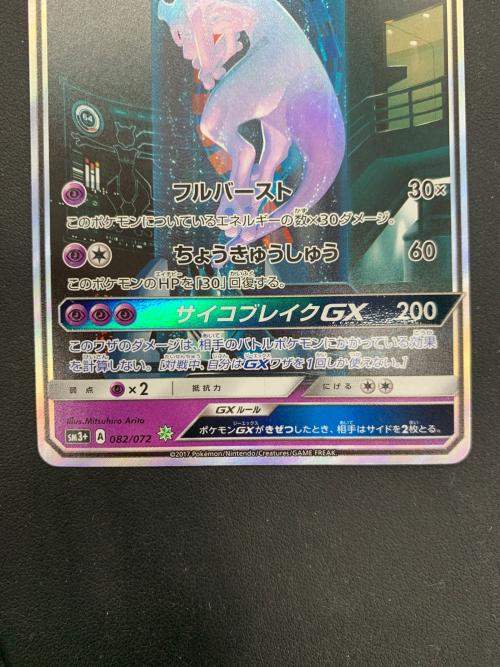 64
フルバースト 30×
このポケモンについているエネルギーの数×30ダメージ。
ちょうきゅうしゅう 60
このポケモンのHPを「30」回復する。
サイコブレイクGX 200
このワザのダメージは、相手のバトルポケモンにかかっている効果
を計算しない。[対戦中、自分はGXワザを1回しか使えない。]
弱点 ×2 抵抗力 にげる
Illus.Mitsuhiro Arita
GXルール
ポケモンGXがきぜつしたとき、相手はサイドを2枚とる。
SM3+ A 082/072
©2017 Pokémon/Nintendo/Creatures/GAME FREAK.